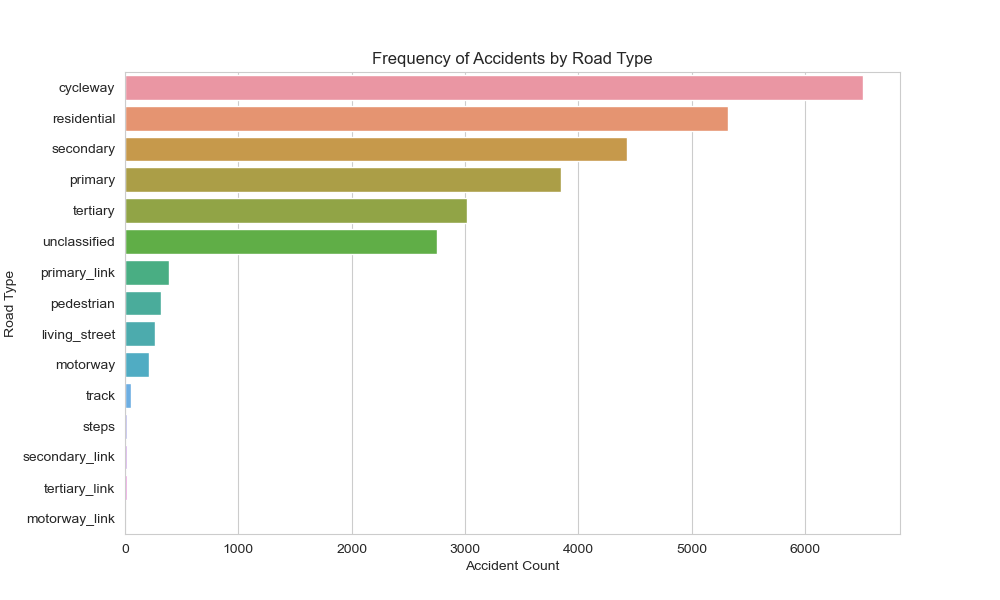 Frequency of Accidents by Road Type
cycleway
residential
secondary
primary
tertiary
unclassified
primary_link
pedestrian
living_street
motorway
track
steps
secondary_link
tertiary_link
motorway_link
Road Type
0 1000 2000 3000 4000 5000 6000
Accident Count